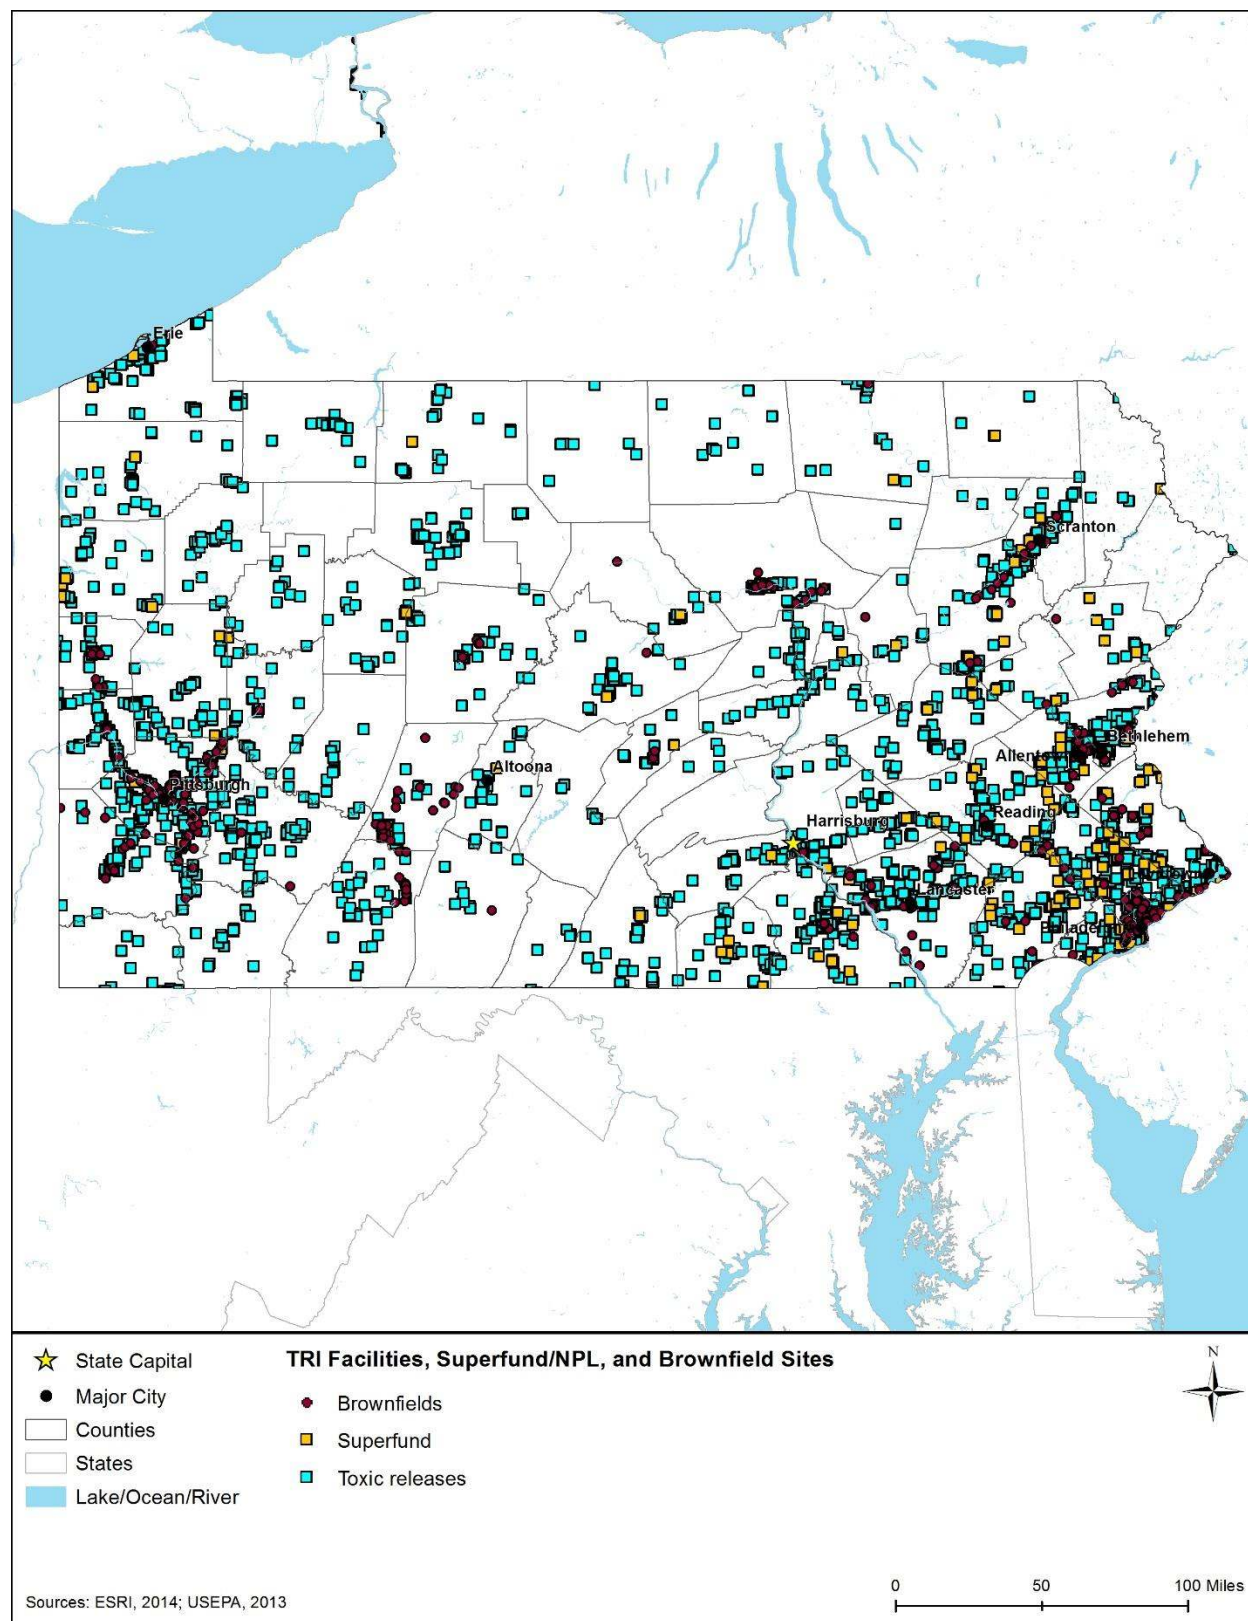 Erie
Scranton
Bethlehem
Allentown
Altoona
Pittsburgh
Harrisburg
Reading
Lancaster
Philadelphia
State Capital
Major City
Counties
States
Lake/Ocean/River
TRI Facilities, Superfund/NPL, and Brownfield Sites
Brownfields
Superfund
Toxic releases
N
Sources: ESRI, 2014; USEPA, 2013
0 50 100 Miles